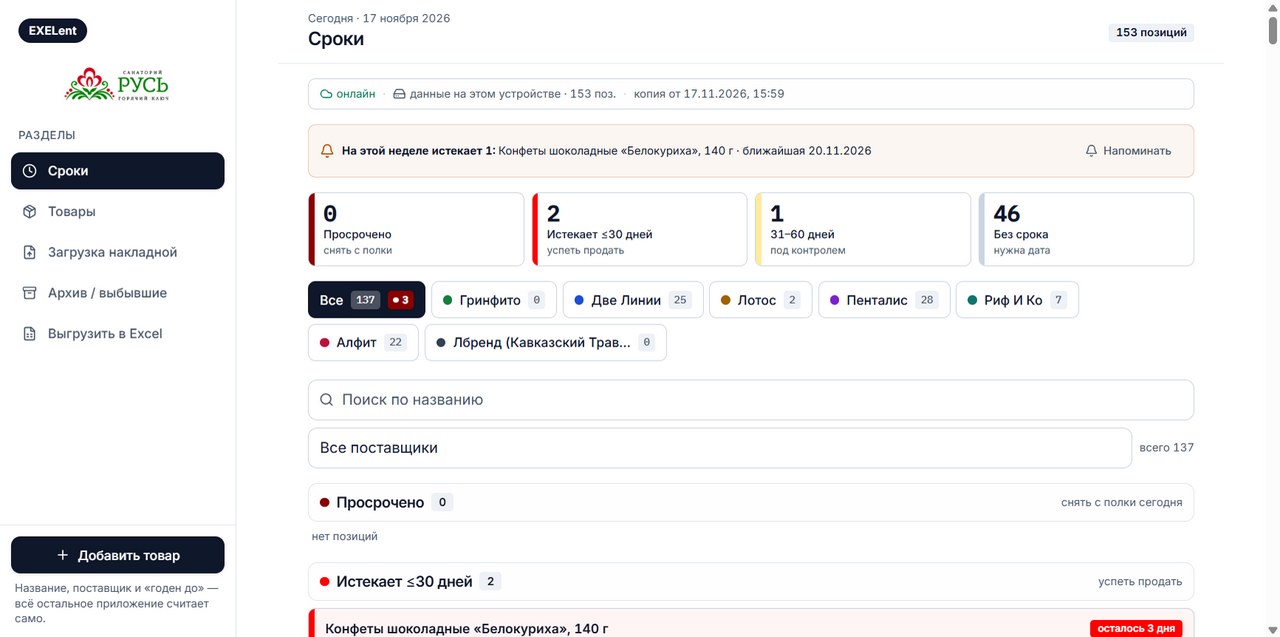 EXELent
САНАТОРИЙ
РУСЬ
ГОРЯЧИЙ КЛЮЧ
РАЗДЕЛЫ
Сроки
Товары
Загрузка накладной
Архив / выбывшие
Выгрузить в Excel
+ Добавить товар
Название, поставщик и «годен до» —
всё остальное приложение считает
само.
Сегодня · 17 ноября 2026
Сроки
153 позиций
онлайн · данные на этом устройстве · 153 поз. · копия от 17.11.2026, 15:59
На этой неделе истекает 1: Конфеты шоколадные «Белокуриха», 140 г · ближайшая 20.11.2026 Напоминать
0
Просрочено
снять с полки
2
Истекает ≤30 дней
успеть продать
1
31–60 дней
под контролем
46
Без срока
нужна дата
Все 137 3 Гринфито 0 Две Линии 25 Лотос 2 Пенталис 28 Риф И Ко 7
Алфит 22 Лбренд (Кавказский Трав... 0
Поиск по названию
Все поставщики всего 137
Просрочено 0 снять с полки сегодня
нет позиций
Истекает ≤30 дней 2 успеть продать
Конфеты шоколадные «Белокуриха», 140 г осталось 3 дня